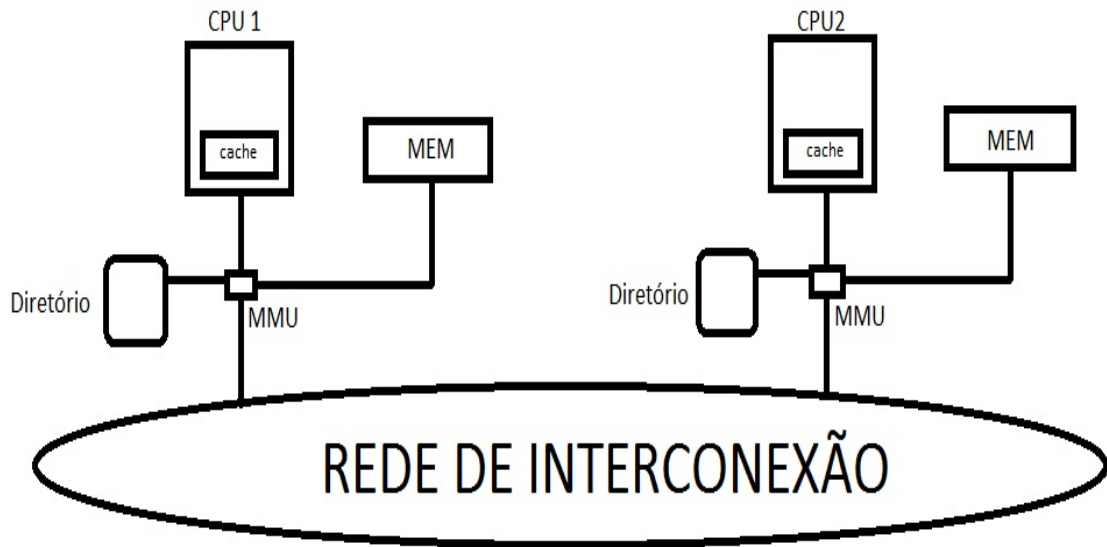 CPU 1
cache
MEM
Diretório
MMU
CPU2
cache
MEM
Diretório
MMU
REDE DE INTERCONEXÃO